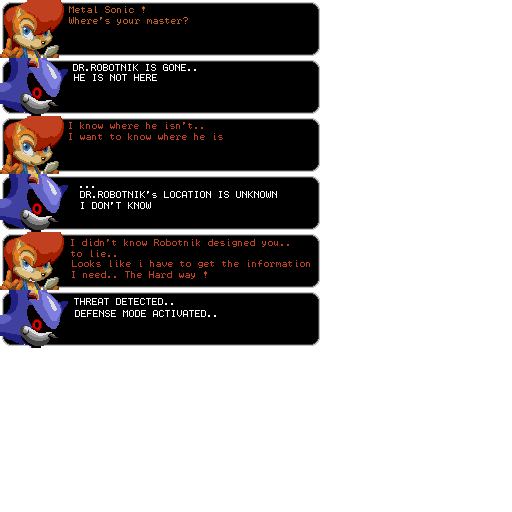 Metal Sonic !
Where's your master?
DR.ROBOTNIK IS GONE..
HE IS NOT HERE
I know where he isn't..
I want to know where he is
...
DR.ROBOTNIK's LOCATION IS UNKNOWN
I DON'T KNOW
I didn't know Robotnik designed you..
to lie..
Looks like i have to get the information
I need.. The Hard way !
THREAT DETECTED..
DEFENSE MODE ACTIVATED..